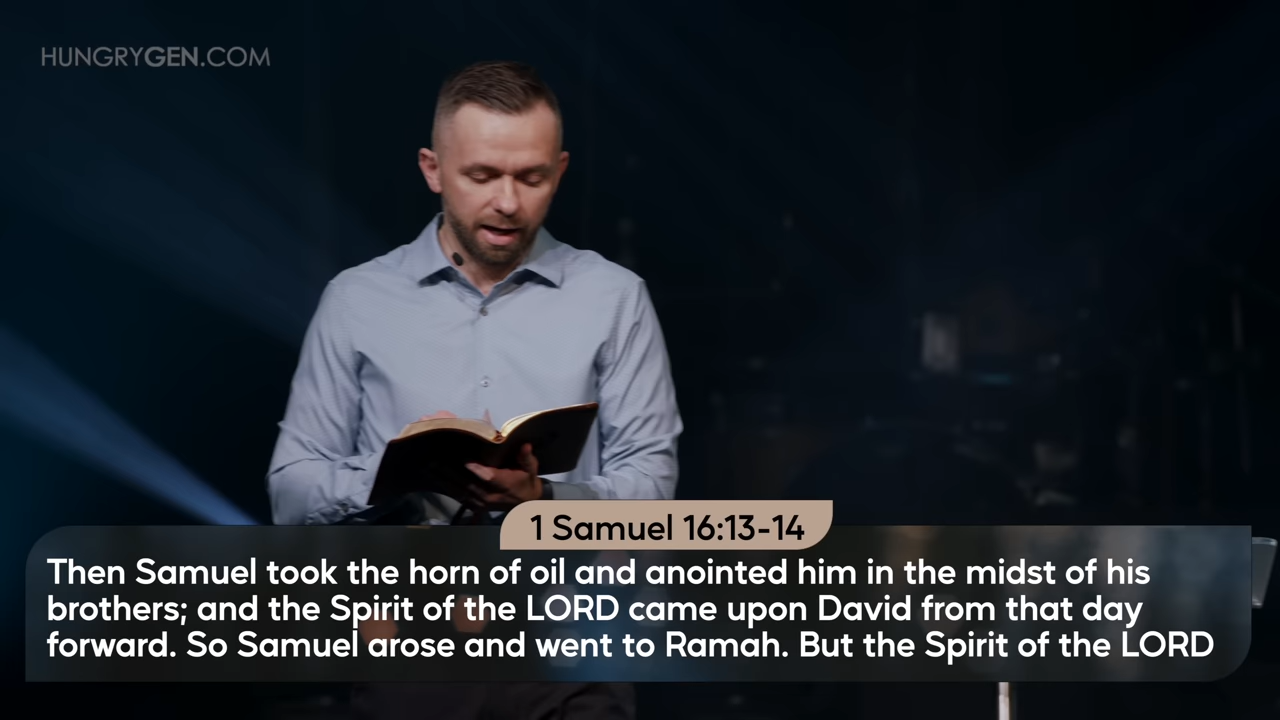 HUNGRYGEN.COM
1 Samuel 16:13-14
Then Samuel took the horn of oil and anointed him in the midst of his
brothers; and the Spirit of the LORD came upon David from that day
forward. So Samuel arose and went to Ramah. But the Spirit of the LORD